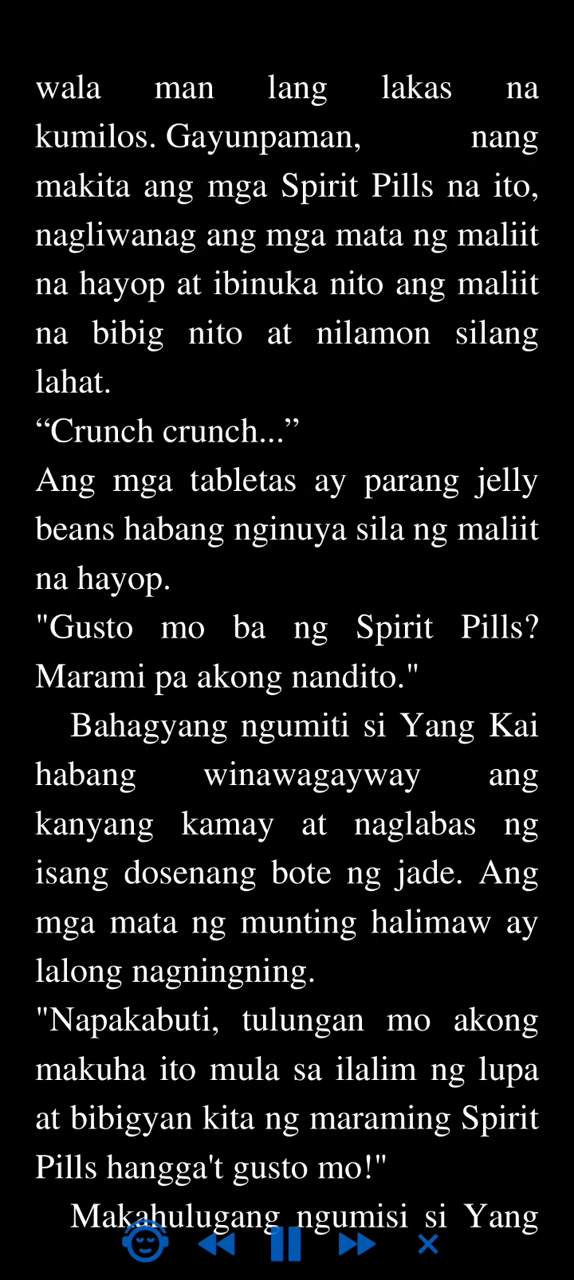 wala man lang lakas na
kumilos. Gayunpaman, nang
makita ang mga Spirit Pills na ito,
nagliwanag ang mga mata ng maliit
na hayop at ibinuka nito ang maliit
na bibig nito at nilamon silang
lahat.
“Crunch crunch...”
Ang mga tabletas ay parang jelly
beans habang nginuya sila ng maliit
na hayop.
"Gusto mo ba ng Spirit Pills?
Marami pa akong nandito."
Bahagyang ngumiti si Yang Kai
habang winawagayway ang
kanyang kamay at naglabas ng
isang dosenang bote ng jade. Ang
mga mata ng munting halimaw ay
lalong nagningning.
"Napakabuti, tulungan mo akong
makuha ito mula sa ilalim ng lupa
at bibigyan kita ng maraming Spirit
Pills hangga't gusto mo!"
Makahulugang ngumisi si Yang